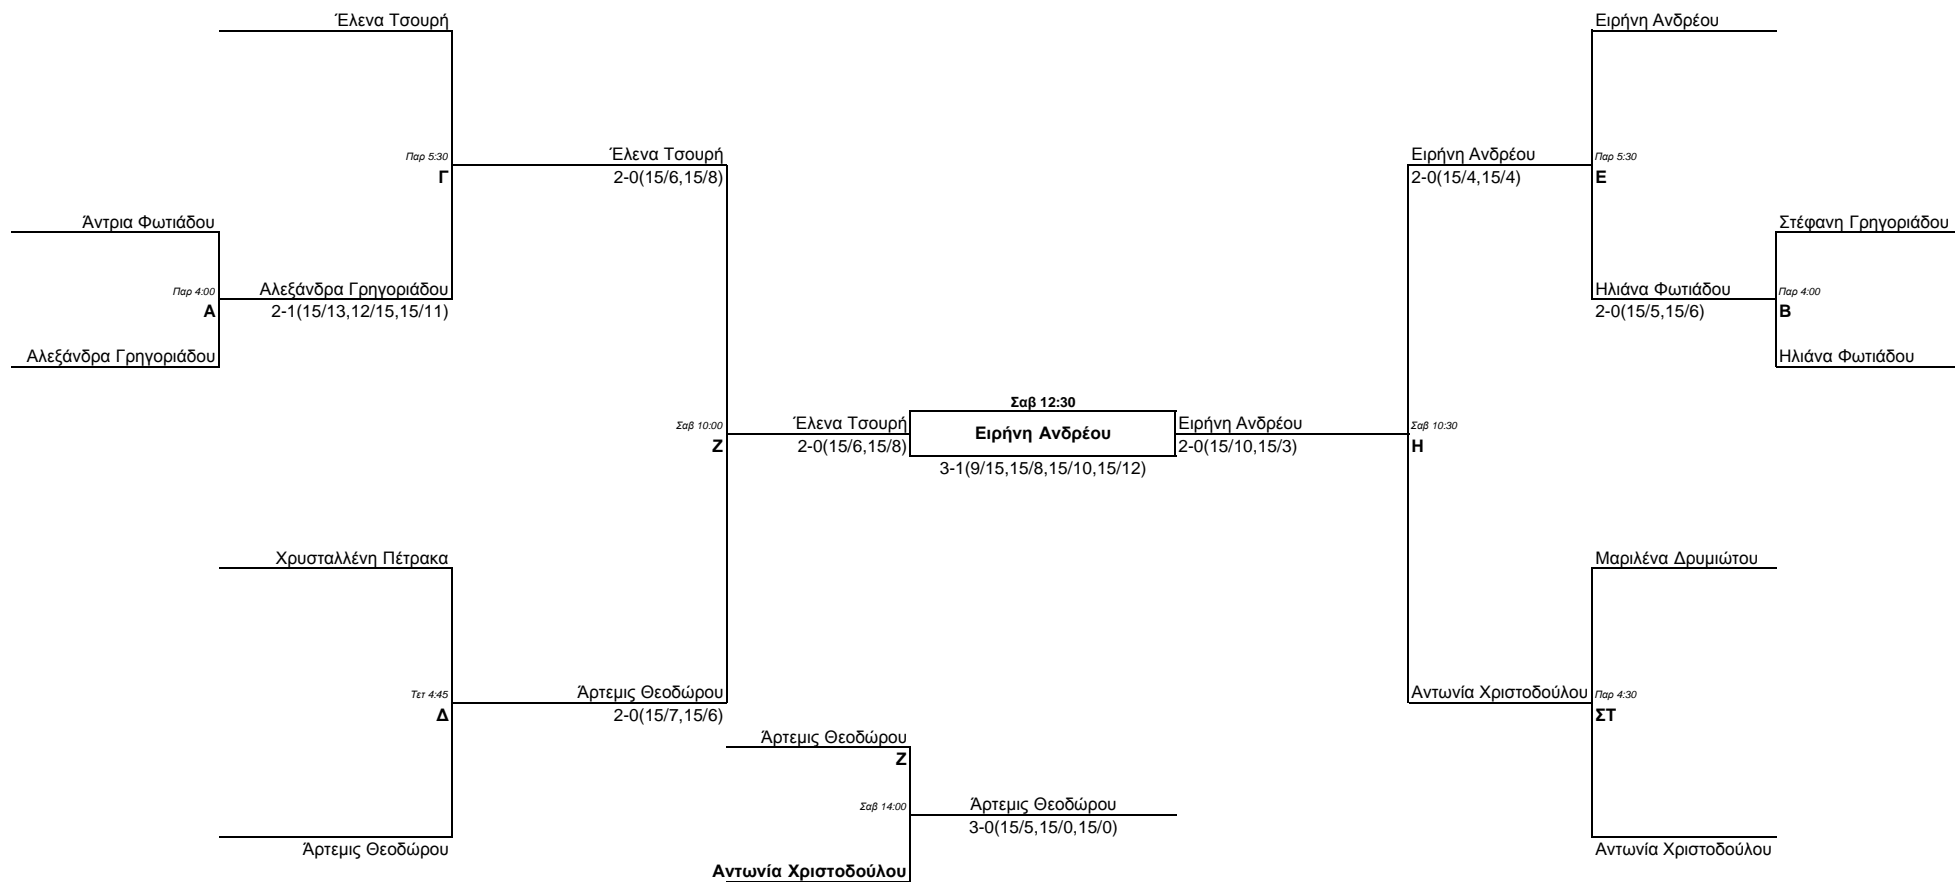 Έλενα Τσουρή
Ειρήνη Ανδρέου
Παρ 5:30
Γ
Έλενα Τσουρή
2-0(15/6,15/8)
Ειρήνη Ανδρέου
2-0(15/4,15/4)
Παρ 5:30
Ε
Άντρια Φωτιάδου
Στέφανη Γρηγοριάδου
Παρ 4:00
Α
Αλεξάνδρα Γρηγοριάδου
2-1(15/13,12/15,15/11)
Ηλιάνα Φωτιάδου
2-0(15/5,15/6)
Παρ 4:00
Β
Αλεξάνδρα Γρηγοριάδου
Ηλιάνα Φωτιάδου
Σαβ 12:30
Σαβ 10:00
Ζ
Έλενα Τσουρή
2-0(15/6,15/8)
Ειρήνη Ανδρέου
3-1(9/15,15/8,15/10,15/12)
Ειρήνη Ανδρέου
2-0(15/10,15/3)
Σαβ 10:30
Η
Χρυσταλλένη Πέτρακα
Μαριλένα Δρυμιώτου
Τετ 4:45
Δ
Άρτεμις Θεοδώρου
2-0(15/7,15/6)
Αντωνία Χριστοδούλου
Παρ 4:30
ΣΤ
Άρτεμις Θεοδώρου
Ζ
Σαβ 14:00
Άρτεμις Θεοδώρου
3-0(15/5,15/0,15/0)
Άρτεμις Θεοδώρου
Αντωνία Χριστοδούλου
Αντωνία Χριστοδούλου